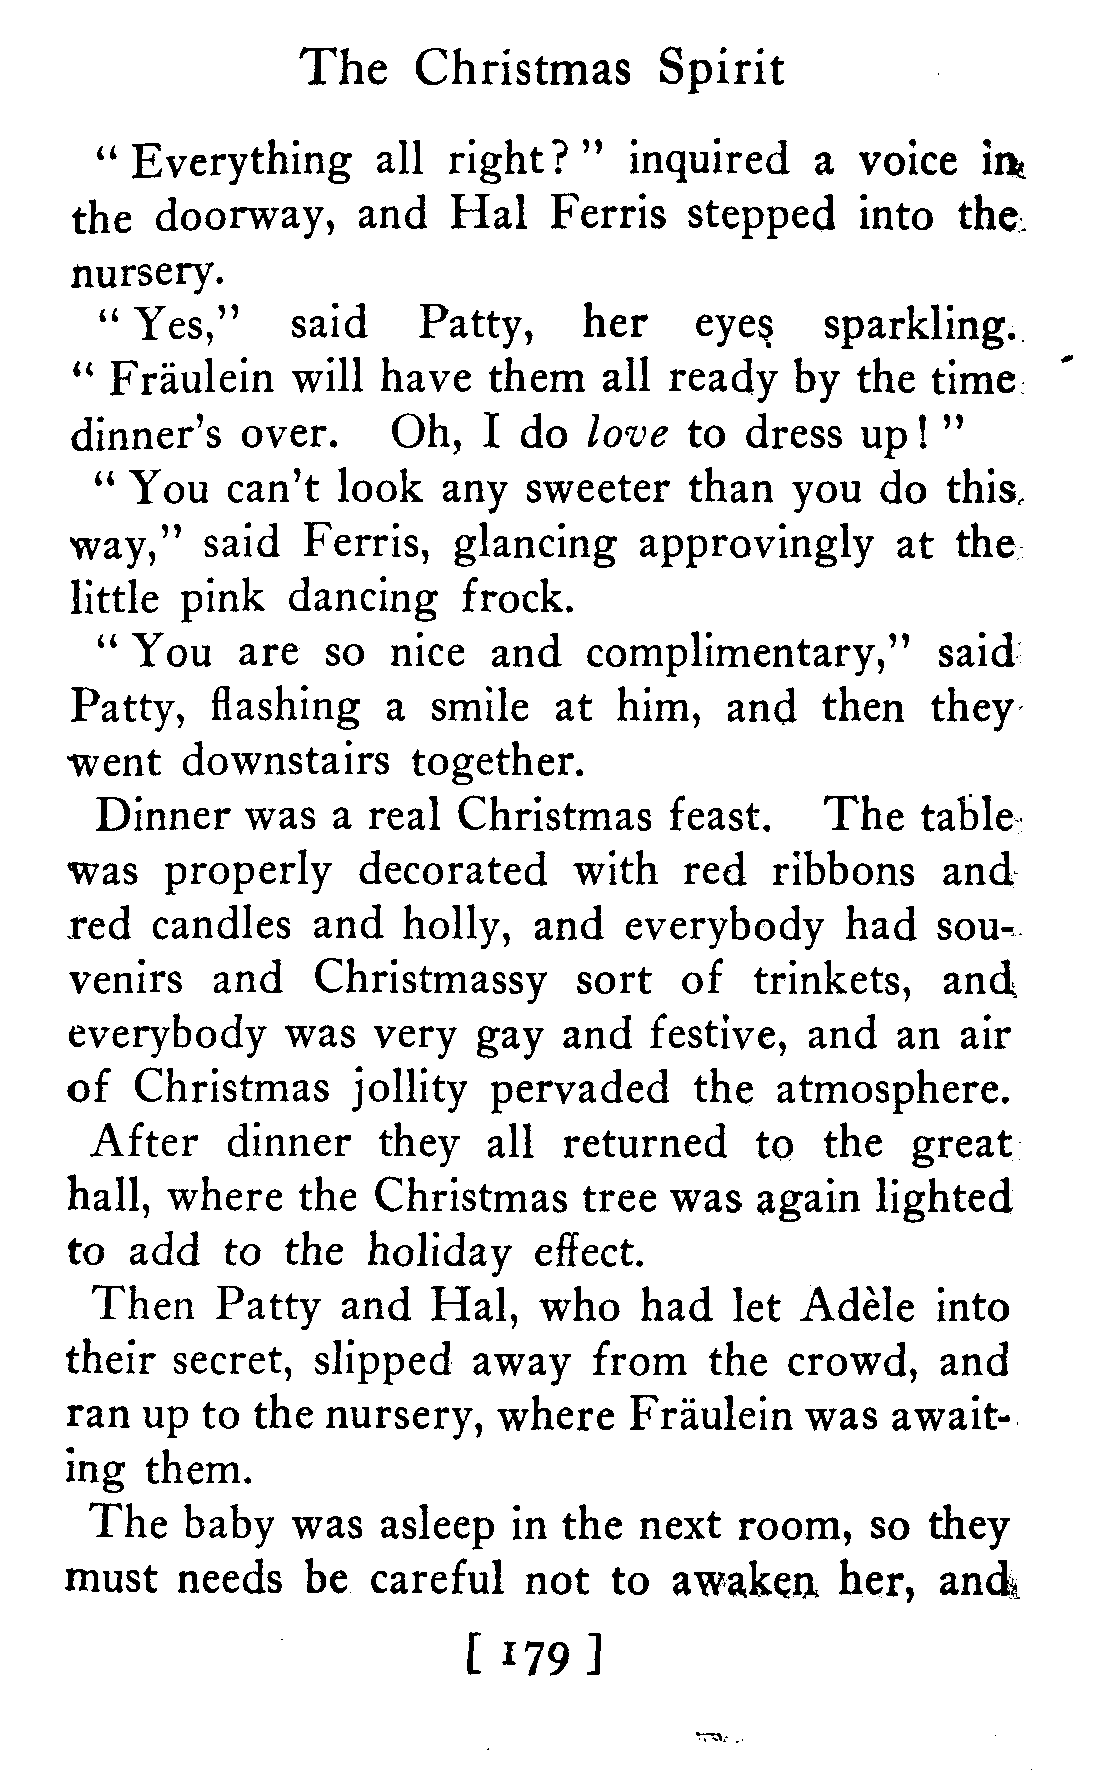 The Christmas Spirit
" Everything all right? " inquired a voice in
the doorway, and Hal Ferris stepped into the
nursery.
" Yes," said Patty, her eyes sparkling.
" Fräulein will have them all ready by the time
dinner's over. Oh, I do love to dress up! "
" You can't look any sweeter than you do this
way," said Ferris, glancing approvingly at the
little pink dancing frock.
" You are so nice and complimentary," said
Patty, flashing a smile at him, and then they
went downstairs together.
Dinner was a real Christmas feast. The table
was properly decorated with red ribbons and
red candles and holly, and everybody had sou-
venirs and Christmassy sort of trinkets, and
everybody was very gay and festive, and an air
of Christmas jollity pervaded the atmosphere.
After dinner they all returned to the great
hall, where the Christmas tree was again lighted
to add to the holiday effect.
Then Patty and Hal, who had let Adèle into
their secret, slipped away from the crowd, and
ran up to the nursery, where Fräulein was await-
ing them.
The baby was asleep in the next room, so they
must needs be careful not to awaken her, and
[ 179 ]